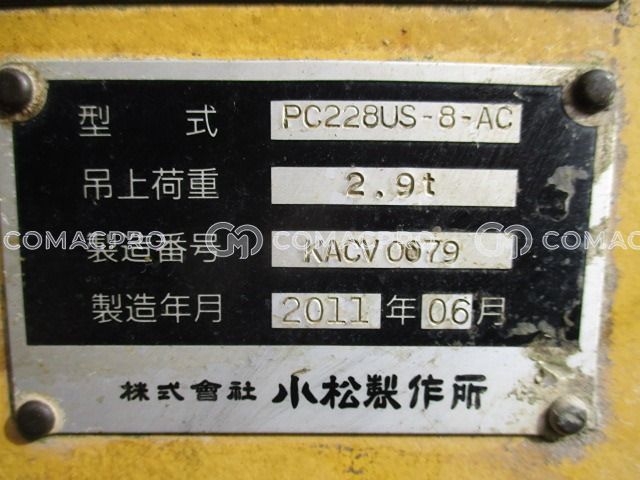 型式 PC228US-8-AC
吊上荷重 2.9t
製造番号 KACV0079
製造年月 2011年06月
株式會社 小松製作所
COMACPRO COMACPRO COMAC